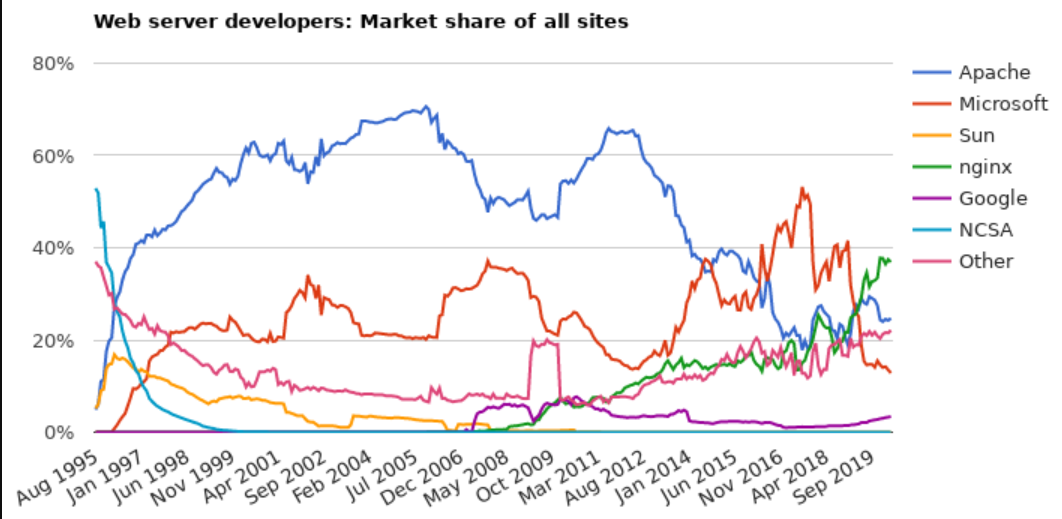 Web server developers: Market share of all sites
80%
60%
40%
20%
0%
Apache
Microsoft
Sun
nginx
Google
NCSA
Other
Aug 1995
Jan 1997
Jun 1998
Nov 1999
Apr 2001
Sep 2002
Feb 2004
Jul 2005
Dec 2006
May 2008
Oct 2009
Mar 2011
Aug 2012
Jan 2014
Jun 2015
Nov 2016
Apr 2018
Sep 2019